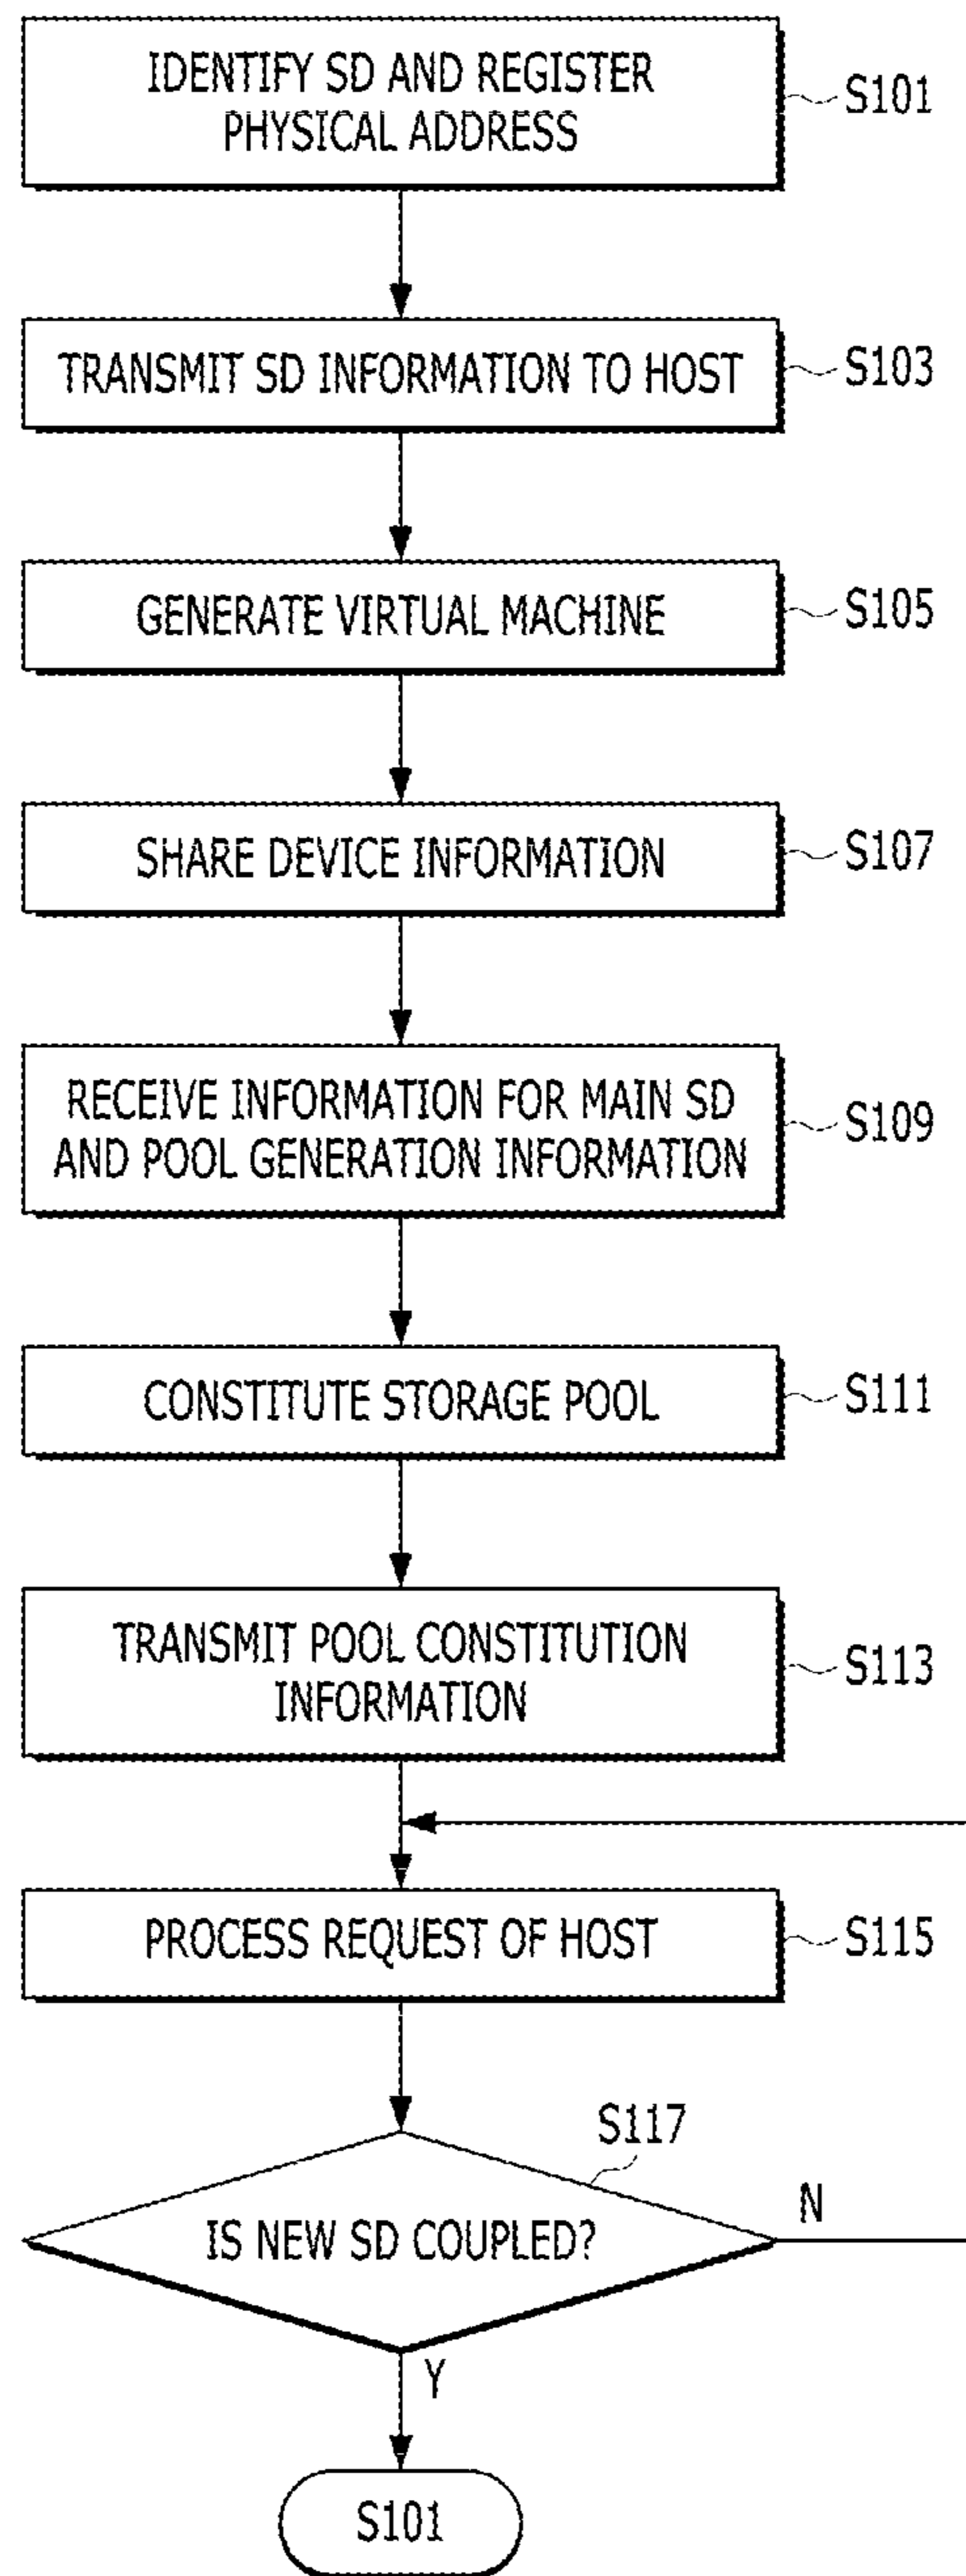 IDENTIFY SD AND REGISTER
PHYSICAL ADDRESS
S101
TRANSMIT SD INFORMATION TO HOST
S103
GENERATE VIRTUAL MACHINE
S105
SHARE DEVICE INFORMATION
S107
RECEIVE INFORMATION FOR MAIN SD
AND POOL GENERATION INFORMATION
S109
CONSTITUTE STORAGE POOL
S111
TRANSMIT POOL CONSTITUTION
INFORMATION
S113
PROCESS REQUEST OF HOST
S115
S117
IS NEW SD COUPLED?
N
Y
S101